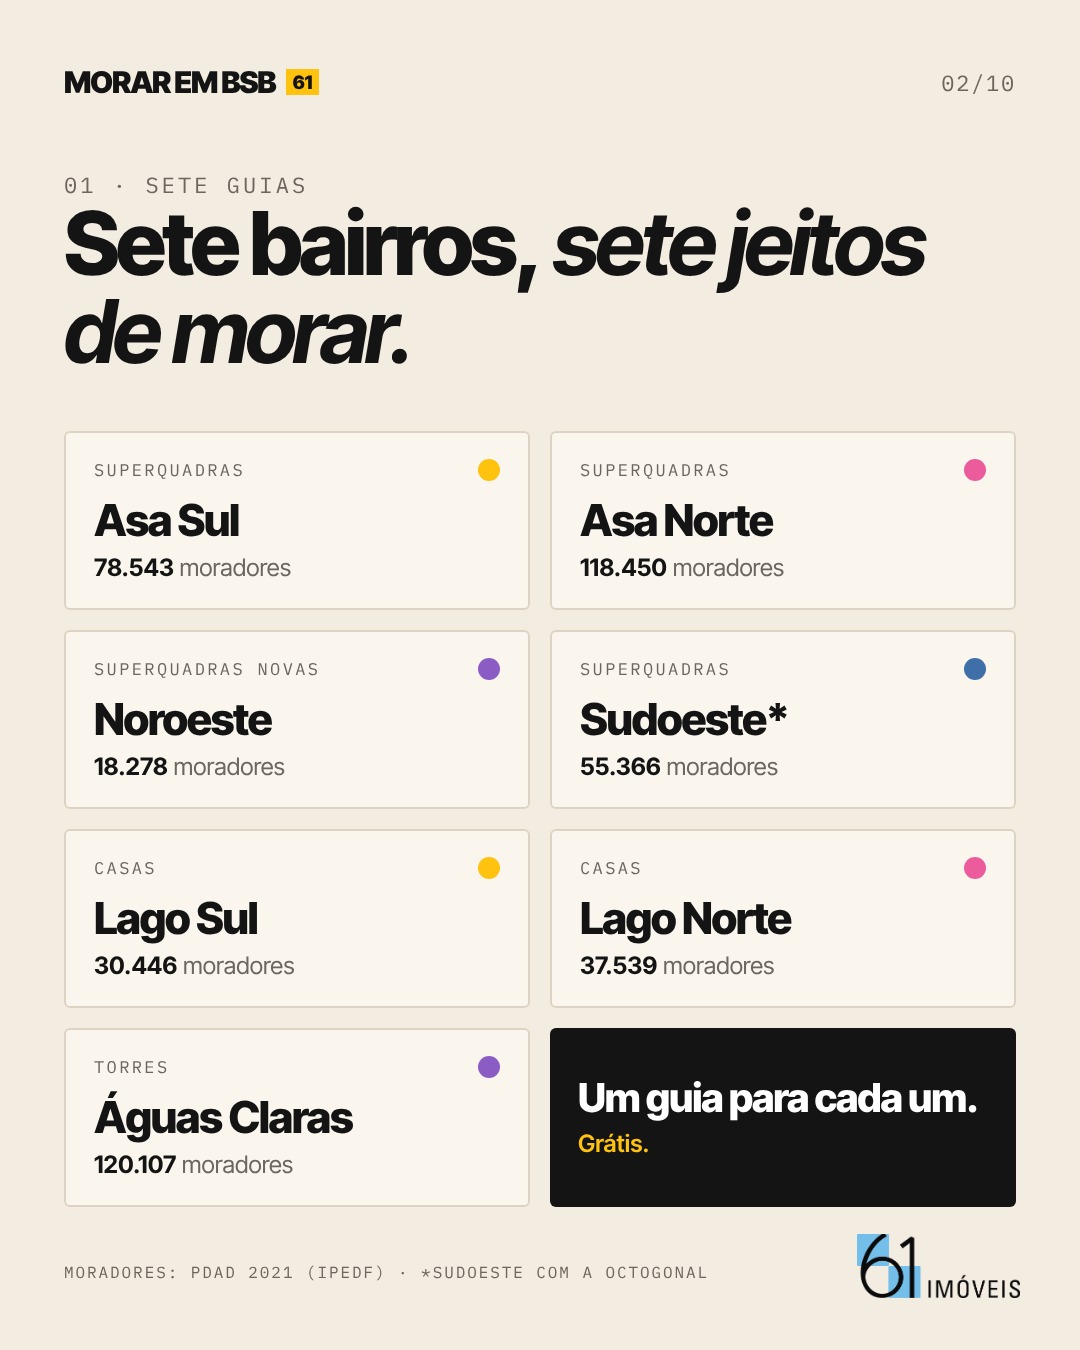 MORAR EM BSB 61
02/10
01 · SETE GUIAS
Sete bairros, sete jeitos
de morar.
SUPERQUADRAS
Asa Sul
78.543 moradores
SUPERQUADRAS
Asa Norte
118.450 moradores
SUPERQUADRAS NOVAS
Noroeste
18.278 moradores
SUPERQUADRAS
Sudoeste*
55.366 moradores
CASAS
Lago Sul
30.446 moradores
CASAS
Lago Norte
37.539 moradores
TORRES
Águas Claras
120.107 moradores
Um guia para cada um.
Grátis.
MORADORES: PDAD 2021 (IPEDF) · *SUDOESTE COM A OCTOGONAL
61 IMÓVEIS